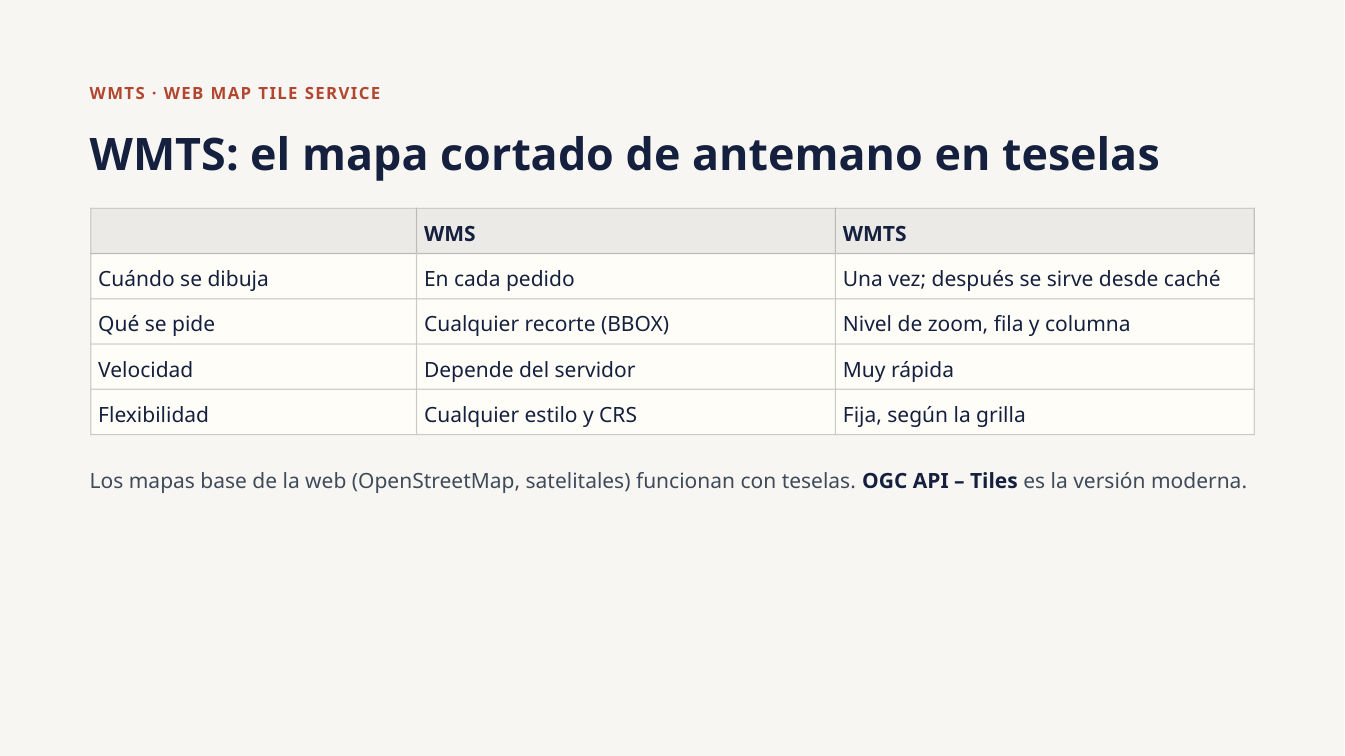 WMTS · WEB MAP TILE SERVICE
WMTS: el mapa cortado de antemano en teselas
WMS WMTS
Cuándo se dibuja En cada pedido Una vez; después se sirve desde caché
Qué se pide Cualquier recorte (BBOX) Nivel de zoom, fila y columna
Velocidad Depende del servidor Muy rápida
Flexibilidad Cualquier estilo y CRS Fija, según la grilla
Los mapas base de la web (OpenStreetMap, satelitales) funcionan con teselas. OGC API – Tiles es la versión moderna.